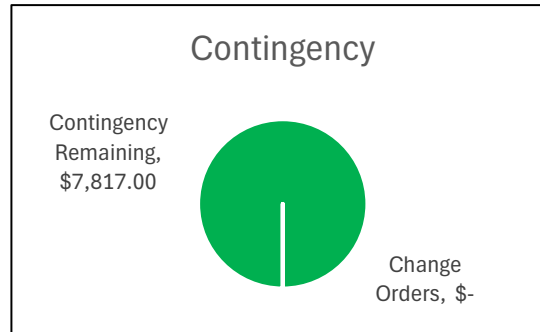 Contingency
Contingency
Remaining,
$7,817.00
Change
Orders, $-